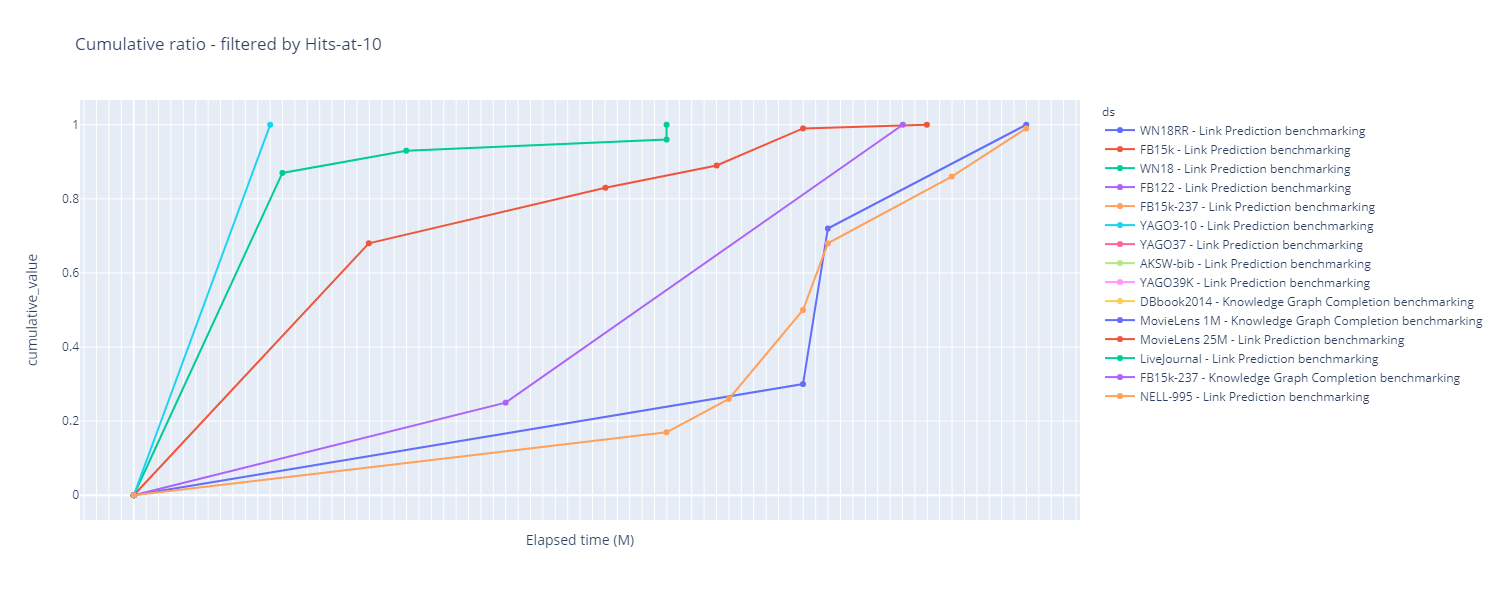 Cumulative ratio - filtered by Hits-at-10
cumulative_value
1
0.8
0.6
0.4
0.2
0
Elapsed time (M)
ds
WN18RR - Link Prediction benchmarking
FB15k - Link Prediction benchmarking
WN18 - Link Prediction benchmarking
FB122 - Link Prediction benchmarking
FB15k-237 - Link Prediction benchmarking
YAGO3-10 - Link Prediction benchmarking
YAGO37 - Link Prediction benchmarking
AKSW-bib - Link Prediction benchmarking
YAGO39K - Link Prediction benchmarking
DBbook2014 - Knowledge Graph Completion benchmarking
MovieLens 1M - Knowledge Graph Completion benchmarking
MovieLens 25M - Link Prediction benchmarking
LiveJournal - Link Prediction benchmarking
FB15k-237 - Knowledge Graph Completion benchmarking
NELL-995 - Link Prediction benchmarking